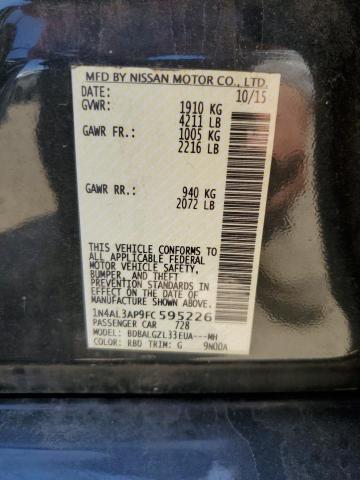 MFD BY NISSAN MOTOR CO., LTD.
DATE: 10/15
GVWR: 1910 KG
4211 LB
GAWR FR.: 1005 KG
2216 LB
GAWR RR.: 940 KG
2072 LB
THIS VEHICLE CONFORMS TO
ALL APPLICABLE FEDERAL
MOTOR VEHICLE SAFETY,
BUMPER, AND THEFT
PREVENTION STANDARDS IN
EFFECT ON THE DATE OF
MANUFACTURE SHOWN ABOVE.
1N4AL3AP9FC595226
PASSENGER CAR 728
MODEL: BDBALGZL33EUA---MH
COLOR: RBD TRIM: G 9N00A